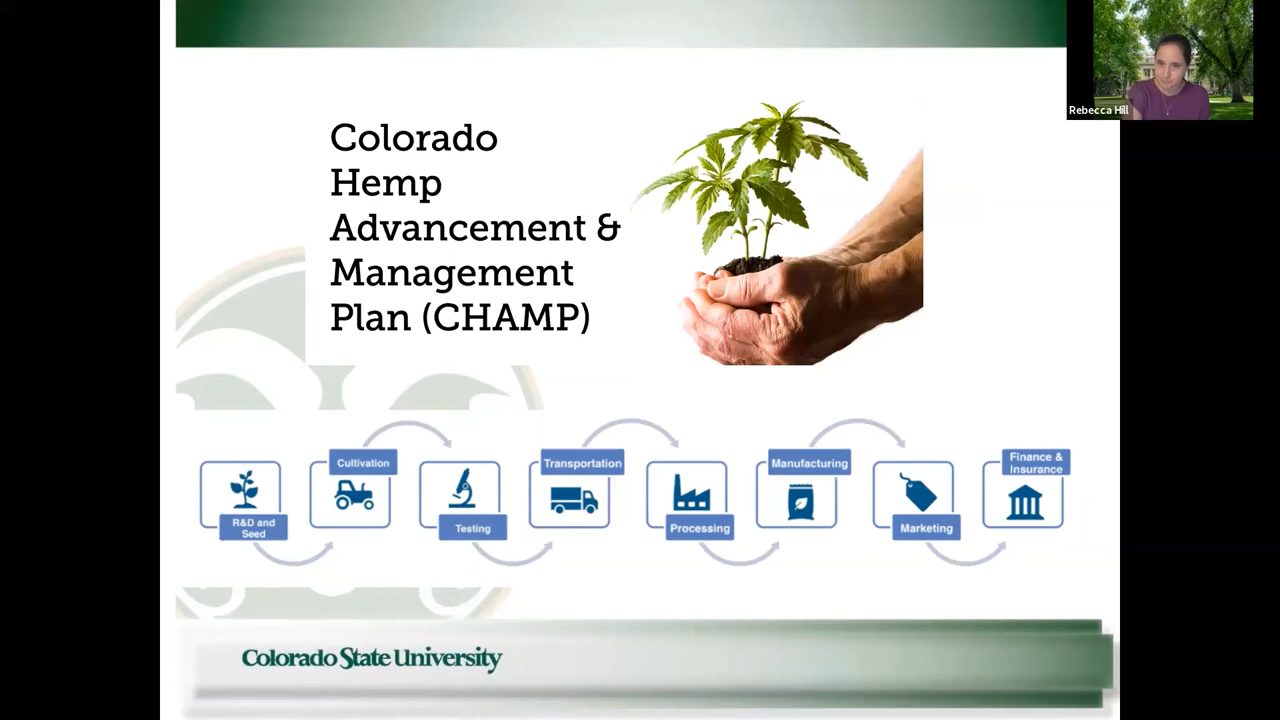 Rebecca Hill
Colorado
Hemp
Advancement &
Management
Plan (CHAMP)
R&D and
Seed
Cultivation
Testing
Transportation
Processing
Manufacturing
Marketing
Finance &
Insurance
Colorado State University